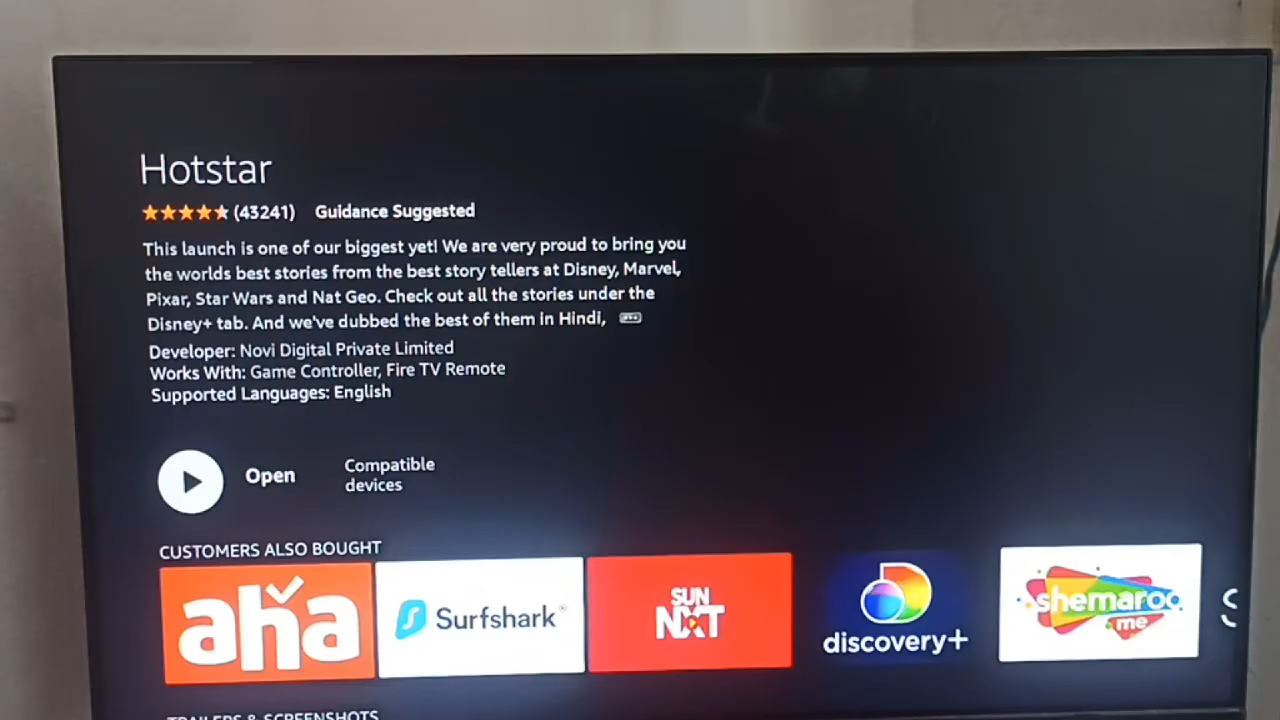 Hotstar
(43241) Guidance Suggested
This launch is one of our biggest yet! We are very proud to bring you
the worlds best stories from the best story tellers at Disney, Marvel,
Pixar, Star Wars and Nat Geo. Check out all the stories under the
Disney+ tab. And we've dubbed the best of them in Hindi,
Developer: Novi Digital Private Limited
Works With: Game Controller, Fire TV Remote
Supported Languages: English
Open
Compatible
devices
CUSTOMERS ALSO BOUGHT
aha
Surfshark®
SUN
NXT
discovery+
shemaroo
me
TRAILERS & SCREENSHOTS